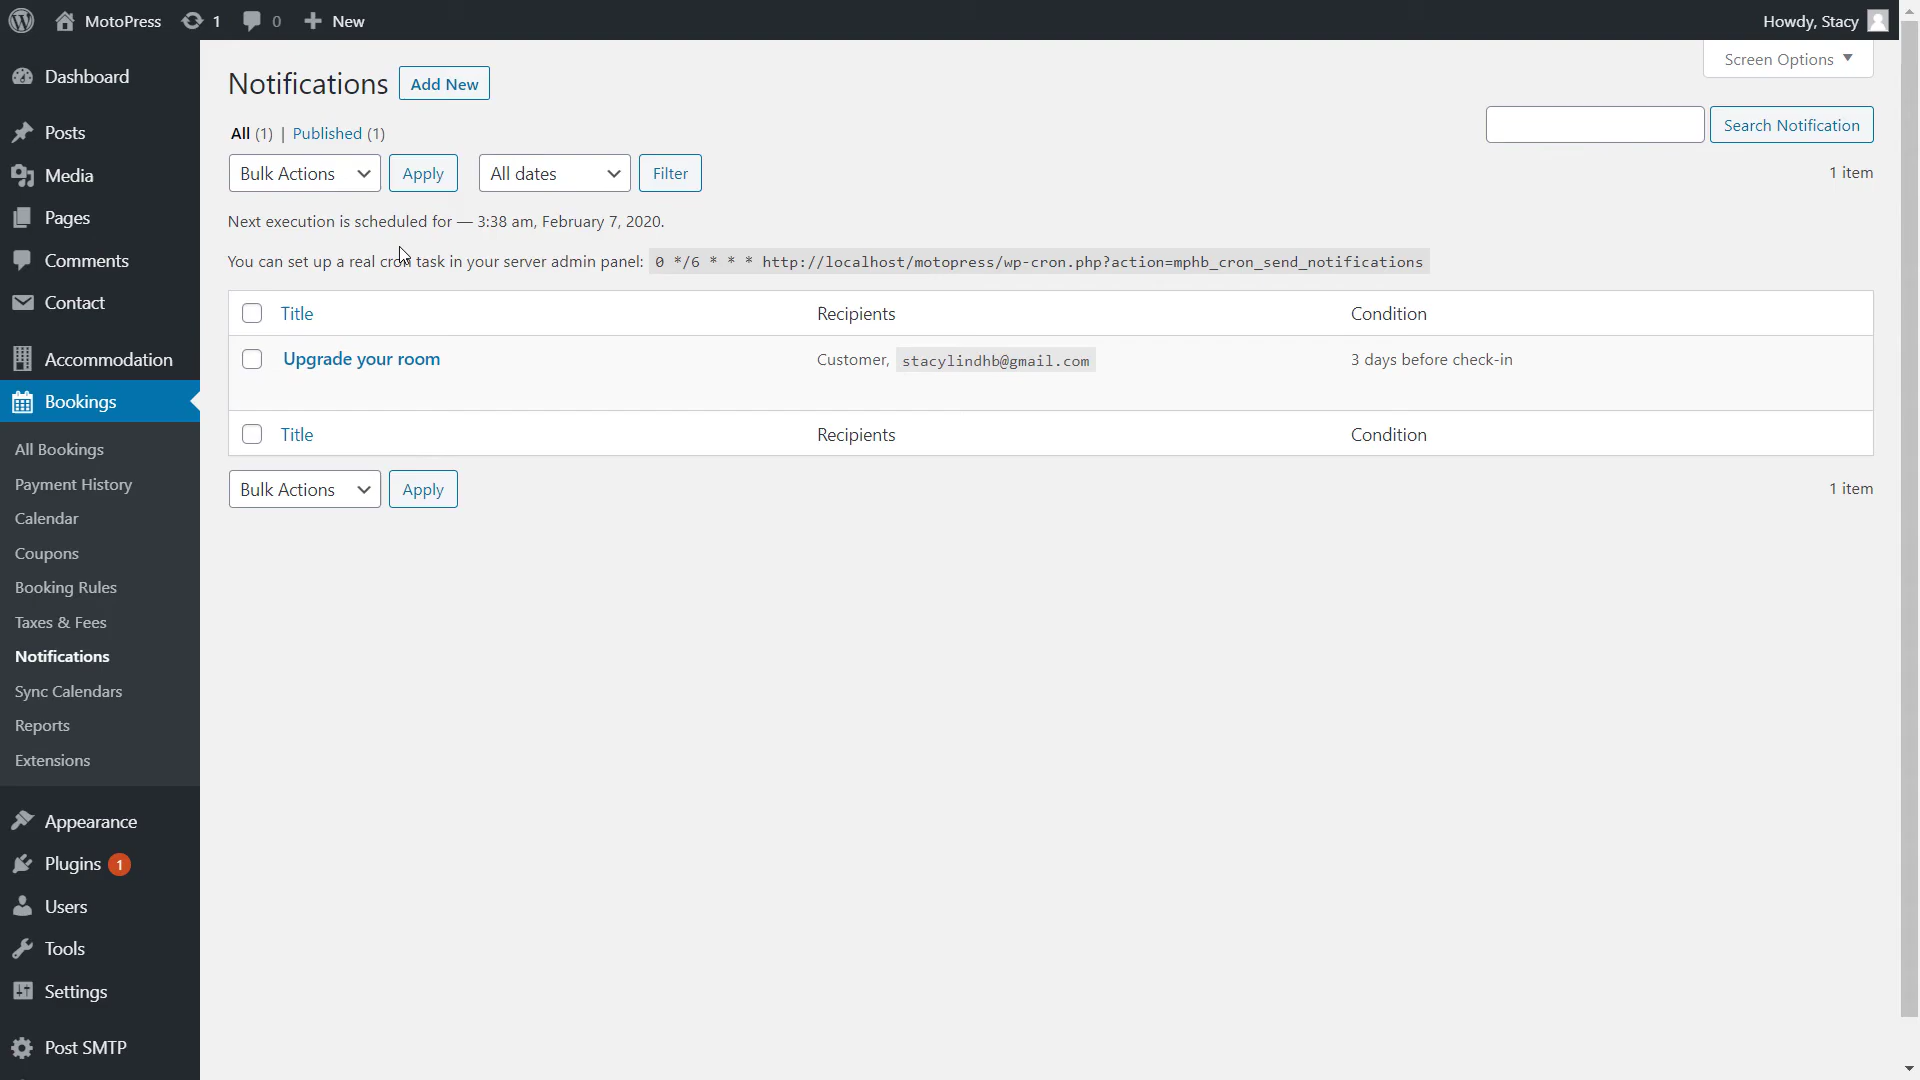 MotoPress 1 0 New Howdy, Stacy
Dashboard
Posts
Media
Pages
Comments
Contact
Accommodation
Bookings
All Bookings
Payment History
Calendar
Coupons
Booking Rules
Taxes & Fees
Notifications
Sync Calendars
Reports
Extensions
Appearance
Plugins 1
Users
Tools
Settings
Post SMTP
Screen Options
Notifications Add New
All (1) | Published (1)
Search Notification
Bulk Actions Apply All dates Filter 1 item
Next execution is scheduled for — 3:38 am, February 7, 2020.
You can set up a real cron task in your server admin panel: 0 */6 * * * http://localhost/motopress/wp-cron.php?action=mphb_cron_send_notifications
Title Recipients Condition
Upgrade your room Customer, stacylindhb@gmail.com 3 days before check-in
Title Recipients Condition
Bulk Actions Apply 1 item